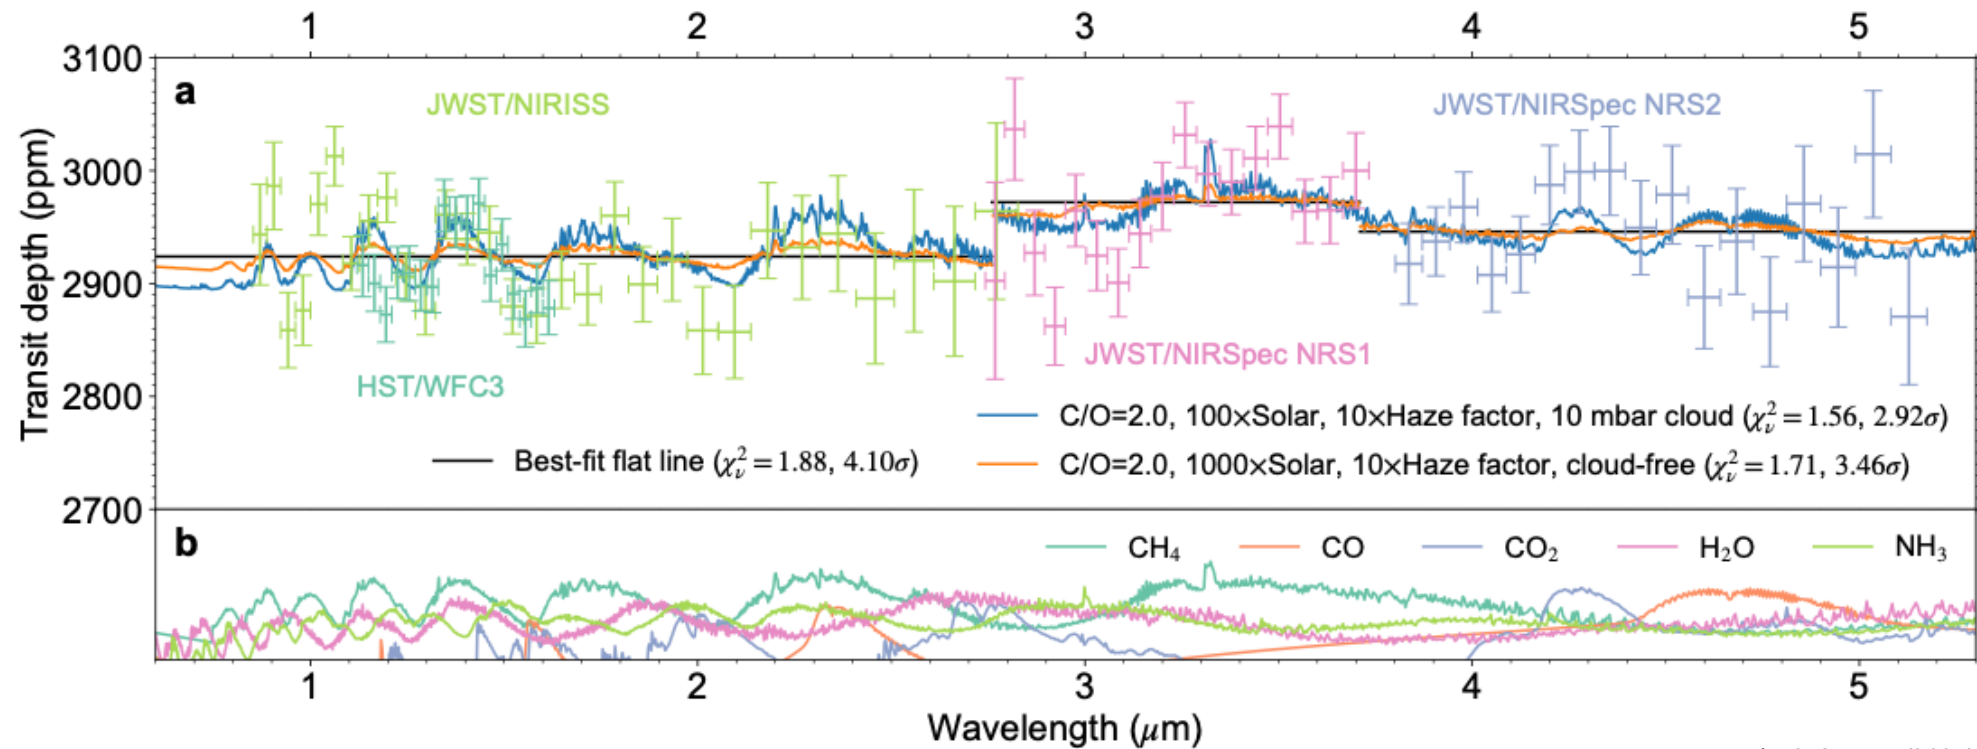 1 2 3 4 5
3100
a
JWST/NIRISS
JWST/NIRSpec NRS2
3000
2900
Transit depth (ppm)
JWST/NIRSpec NRS1
HST/WFC3
2800
C/O=2.0, 100×Solar, 10×Haze factor, 10 mbar cloud (χ²ᵥ = 1.56, 2.92σ)
Best-fit flat line (χ²ᵥ = 1.88, 4.10σ)
C/O=2.0, 1000×Solar, 10×Haze factor, cloud-free (χ²ᵥ = 1.71, 3.46σ)
2700
b
CH₄ CO CO₂ H₂O NH₃
1 2 3 4 5
Wavelength (μm)